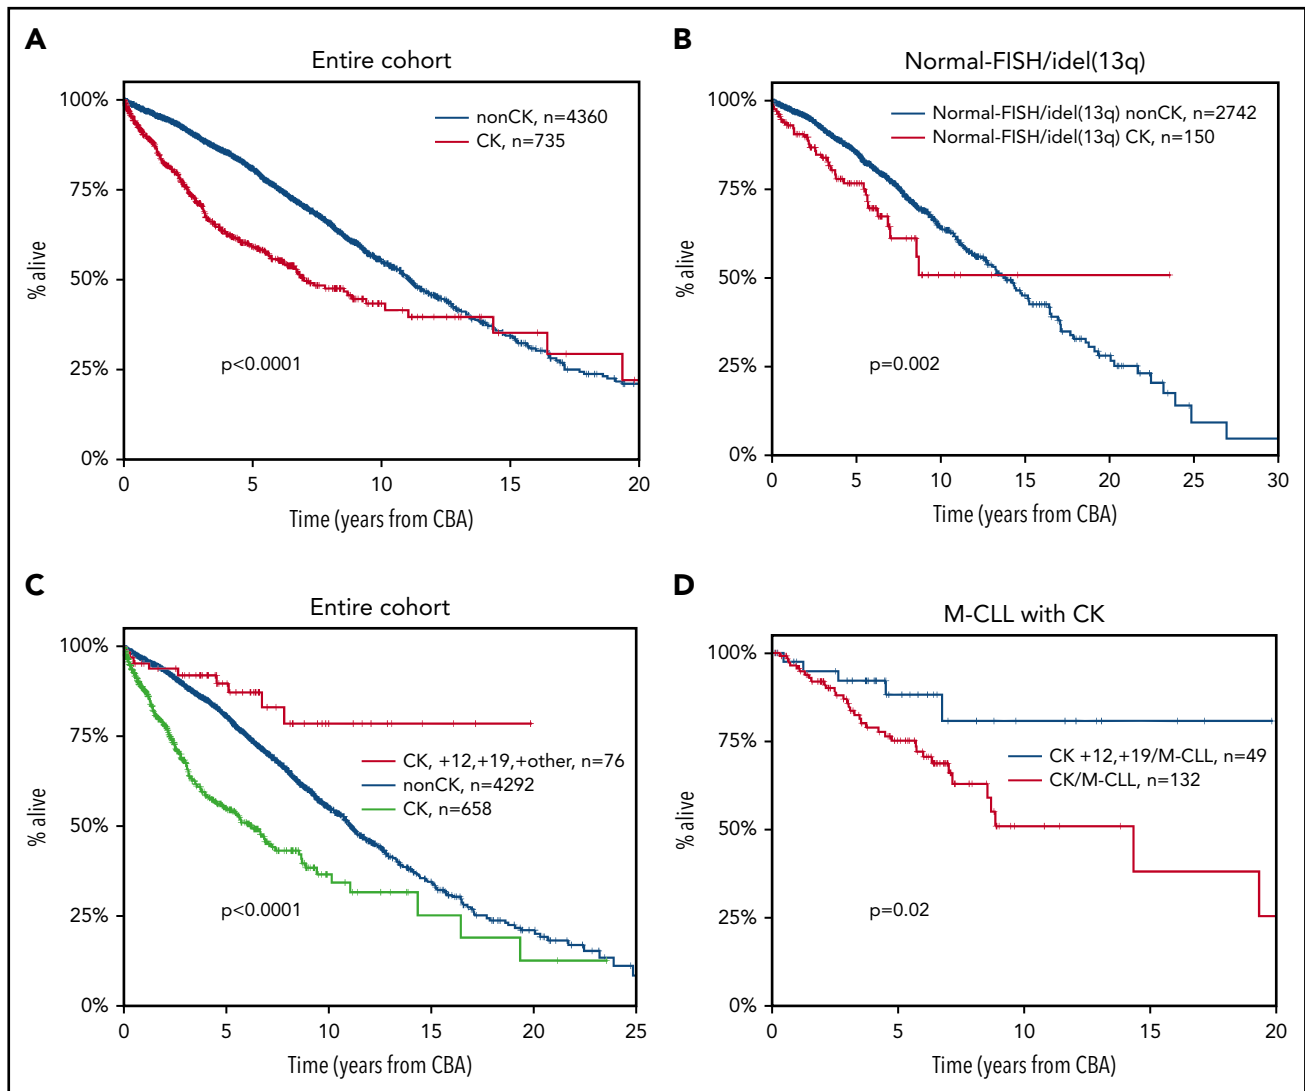 A
Entire cohort
100%
75%
50%
25%
0%
% alive
nonCK, n=4360
CK, n=735
p<0.0001
0 5 10 15 20
Time (years from CBA)
B
Normal-FISH/idel(13q)
100%
75%
50%
25%
0%
% alive
Normal-FISH/idel(13q) nonCK, n=2742
Normal-FISH/idel(13q) CK, n=150
p=0.002
0 5 10 15 20 25 30
Time (years from CBA)
C
Entire cohort
100%
75%
50%
25%
0%
% alive
CK, +12,+19,+other, n=76
nonCK, n=4292
CK, n=658
p<0.0001
0 5 10 15 20 25
Time (years from CBA)
D
M-CLL with CK
100%
75%
50%
25%
0%
% alive
CK +12,+19/M-CLL, n=49
CK/M-CLL, n=132
p=0.02
0 5 10 15 20
Time (years from CBA)